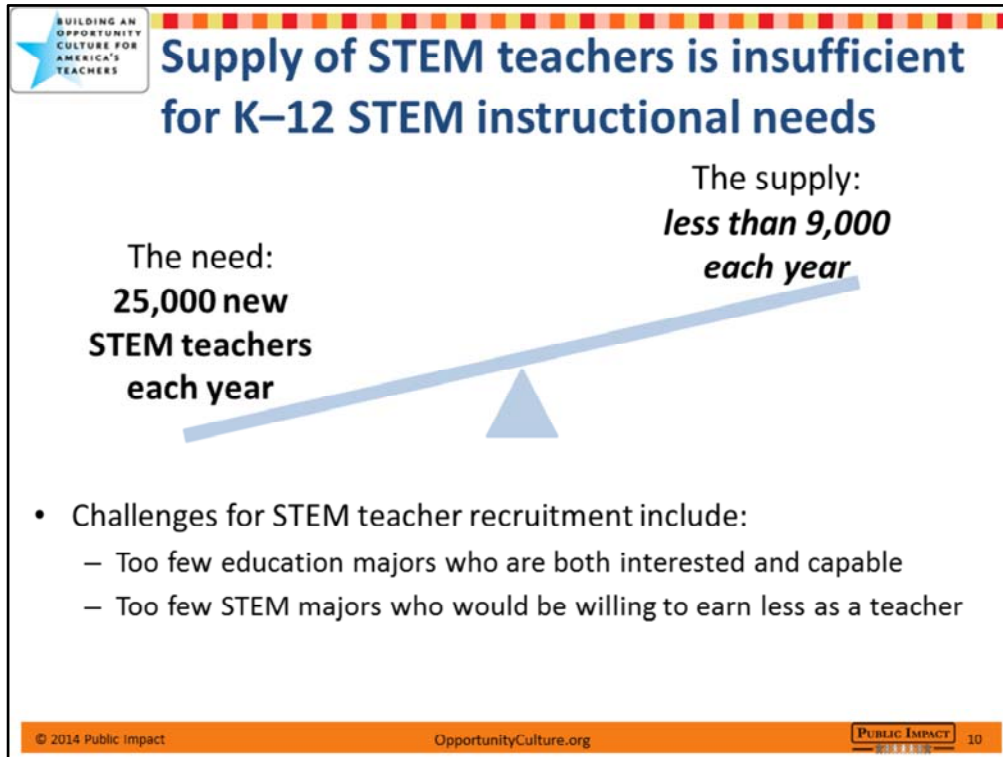 BUILDING AN
OPPORTUNITY
CULTURE FOR
AMERICA'S
TEACHERS
Supply of STEM teachers is insufficient
for K–12 STEM instructional needs
The need:
25,000 new
STEM teachers
each year
The supply:
less than 9,000
each year
• Challenges for STEM teacher recruitment include:
– Too few education majors who are both interested and capable
– Too few STEM majors who would be willing to earn less as a teacher
© 2014 Public Impact
OpportunityCulture.org
PUBLIC IMPACT
10